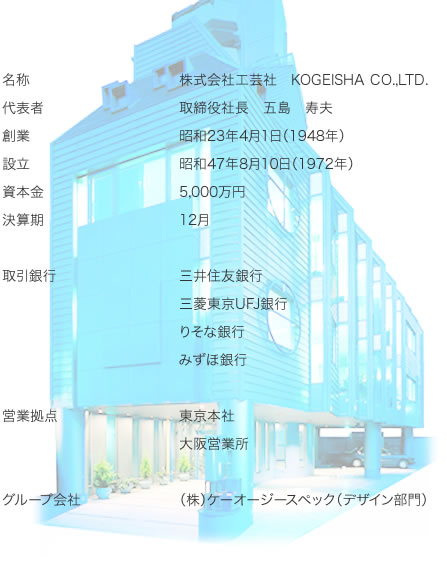 名称 株式会社工芸社 KOGEISHA CO.,LTD.
代表者 取締役社長 五島 寿夫
創業 昭和23年4月1日(1948年)
設立 昭和47年8月10日(1972年)
資本金 5,000万円
決算期 12月
取引銀行 三井住友銀行
三菱東京UFJ銀行
りそな銀行
みずほ銀行
営業拠点 東京本社
大阪営業所
グループ会社 (株)ケーオージースペック(デザイン部門)